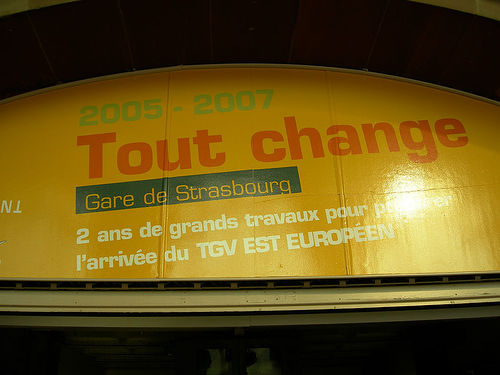 2005 - 2007
Tout change
Gare de Strasbourg
2 ans de grands travaux pour
l'arrivée du TGV EST EUROPÉEN